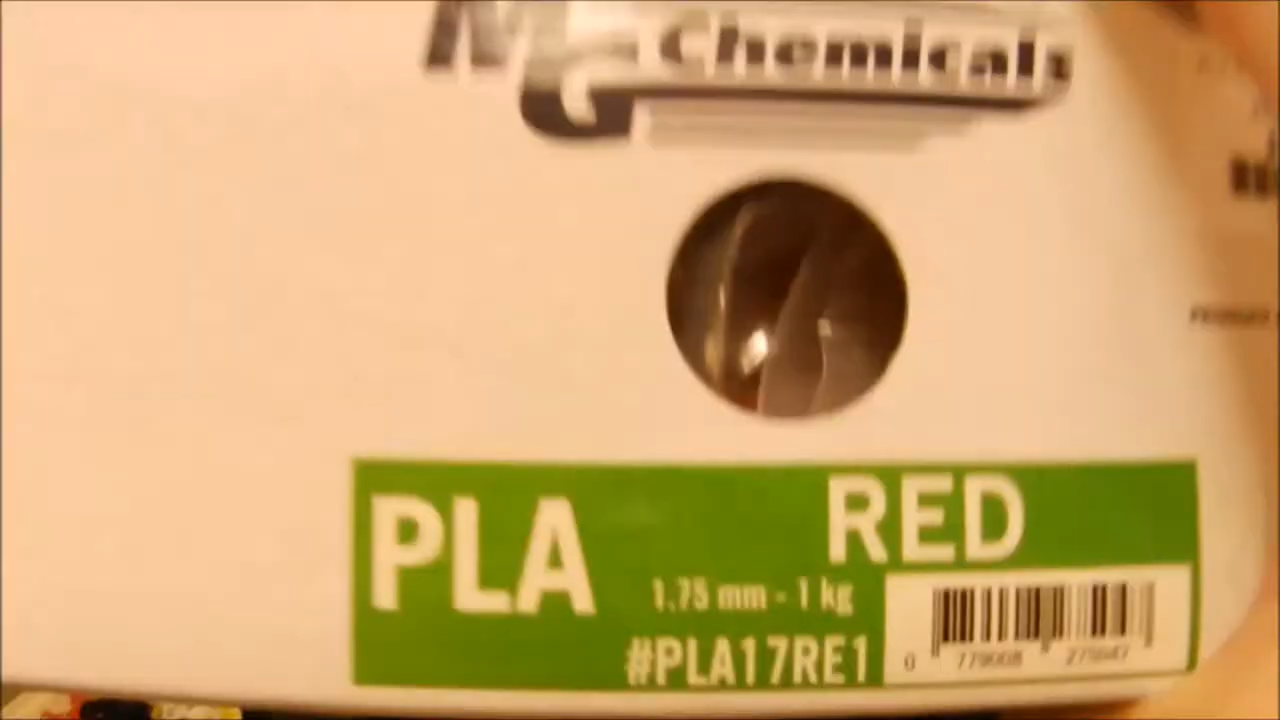 MG Chemicals
PLA
RED
1.75 mm - 1 kg
#PLA17RE1